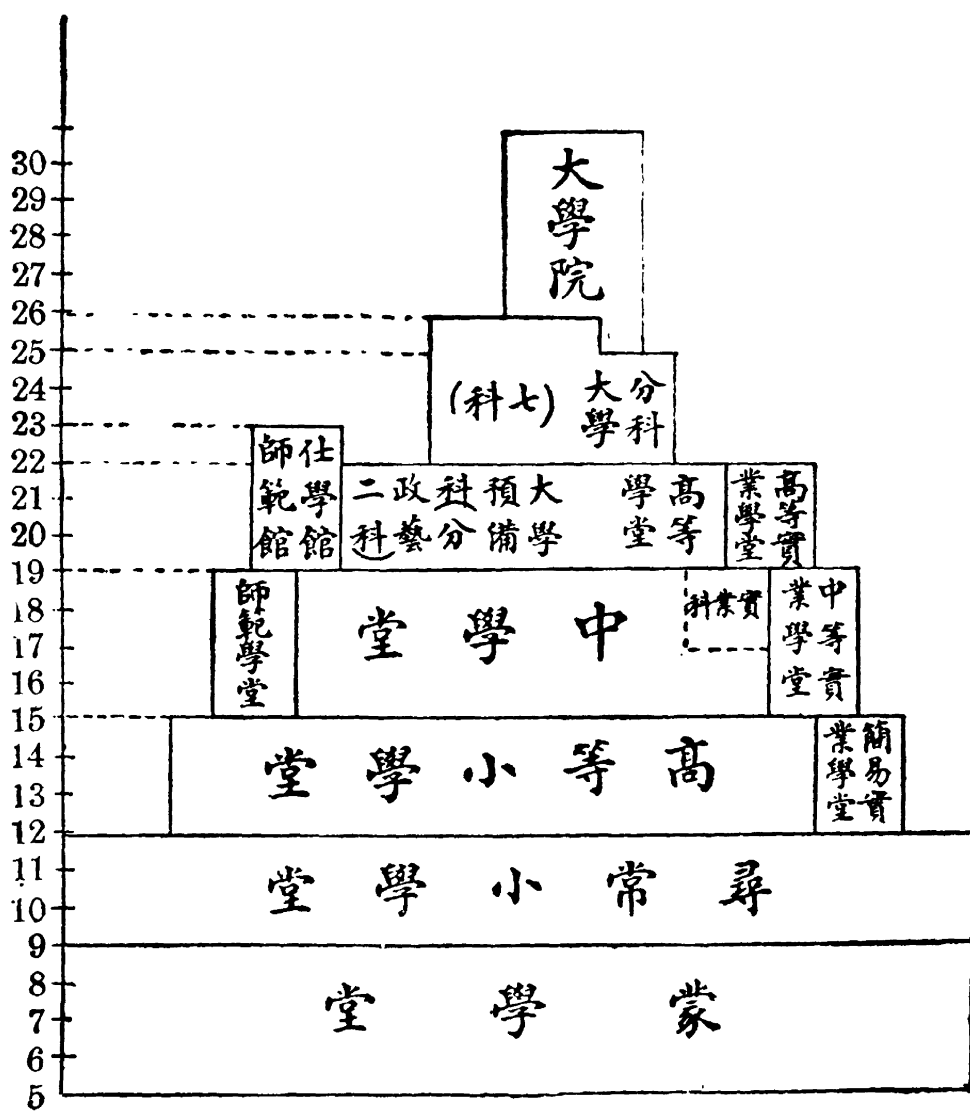 30
29
28
27
26
25
24
23
22
21
20
19
18
17
16
15
14
13
12
11
10
9
8
7
6
5
大學院
分科
大學
(七科)
仕學館
師範館
高等
學堂
大學
預備
科(分
政藝
二科)
高等實
業學堂
師範學堂
中學堂
實業科
中等實
業學堂
高等小學堂
簡易實
業學堂
尋常小學堂
蒙學堂